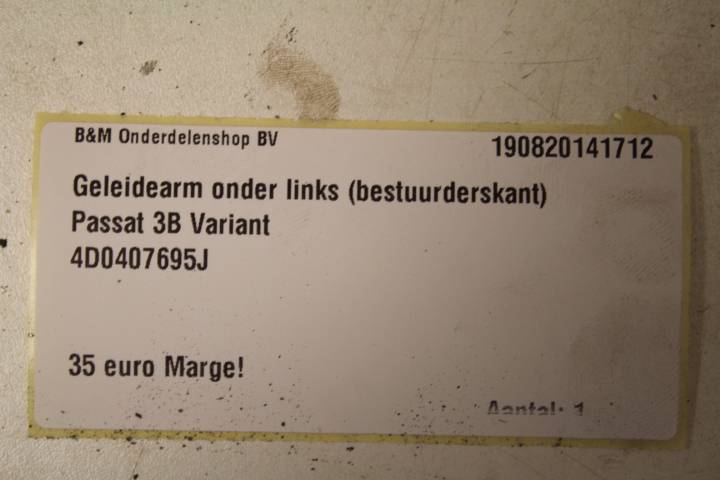 B&M Onderdelenshop BV
190820141712
Geleidearm onder links (bestuurderskant)
Passat 3B Variant
4D0407695J
35 euro Marge!
Aantal: 1